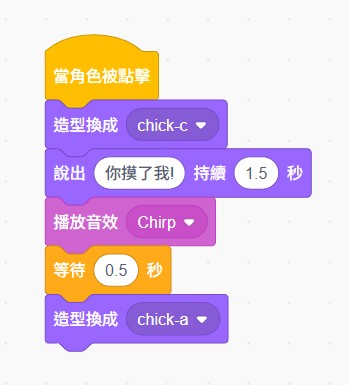 當角色被點擊
造型換成 chick-c
說出 你摸了我! 持續 1.5 秒
播放音效 Chirp
等待 0.5 秒
造型換成 chick-a